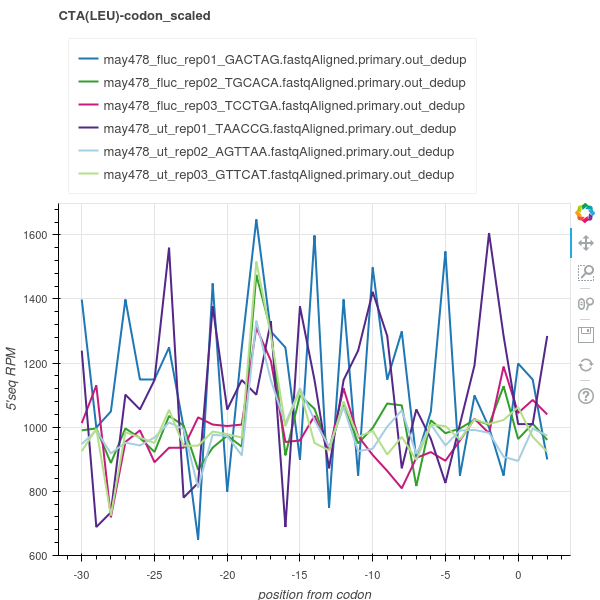 CTA(LEU)-codon_scaled
may478_fluc_rep01_GACTAG.fastqAligned.primary.out_dedup
may478_fluc_rep02_TGCACA.fastqAligned.primary.out_dedup
may478_fluc_rep03_TCCTGA.fastqAligned.primary.out_dedup
may478_ut_rep01_TAACCG.fastqAligned.primary.out_dedup
may478_ut_rep02_AGTTAA.fastqAligned.primary.out_dedup
may478_ut_rep03_GTTCAT.fastqAligned.primary.out_dedup
1600
1400
1200
1000
800
600
5'seq RPM
-30 -25 -20 -15 -10 -5 0
position from codon